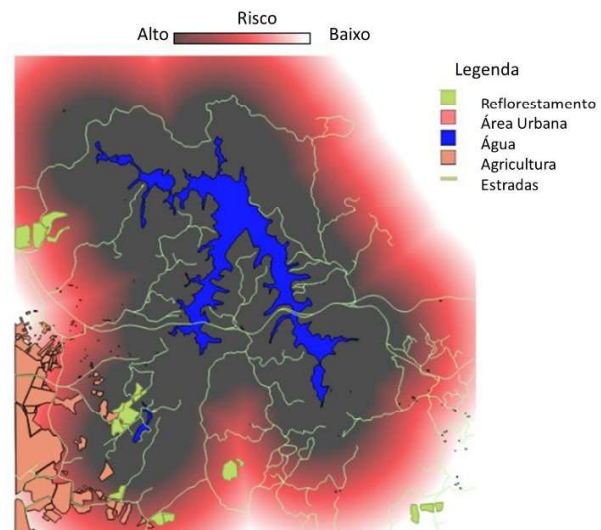 Risco
Alto Baixo
Legenda
Reflorestamento
Área Urbana
Água
Agricultura
Estradas